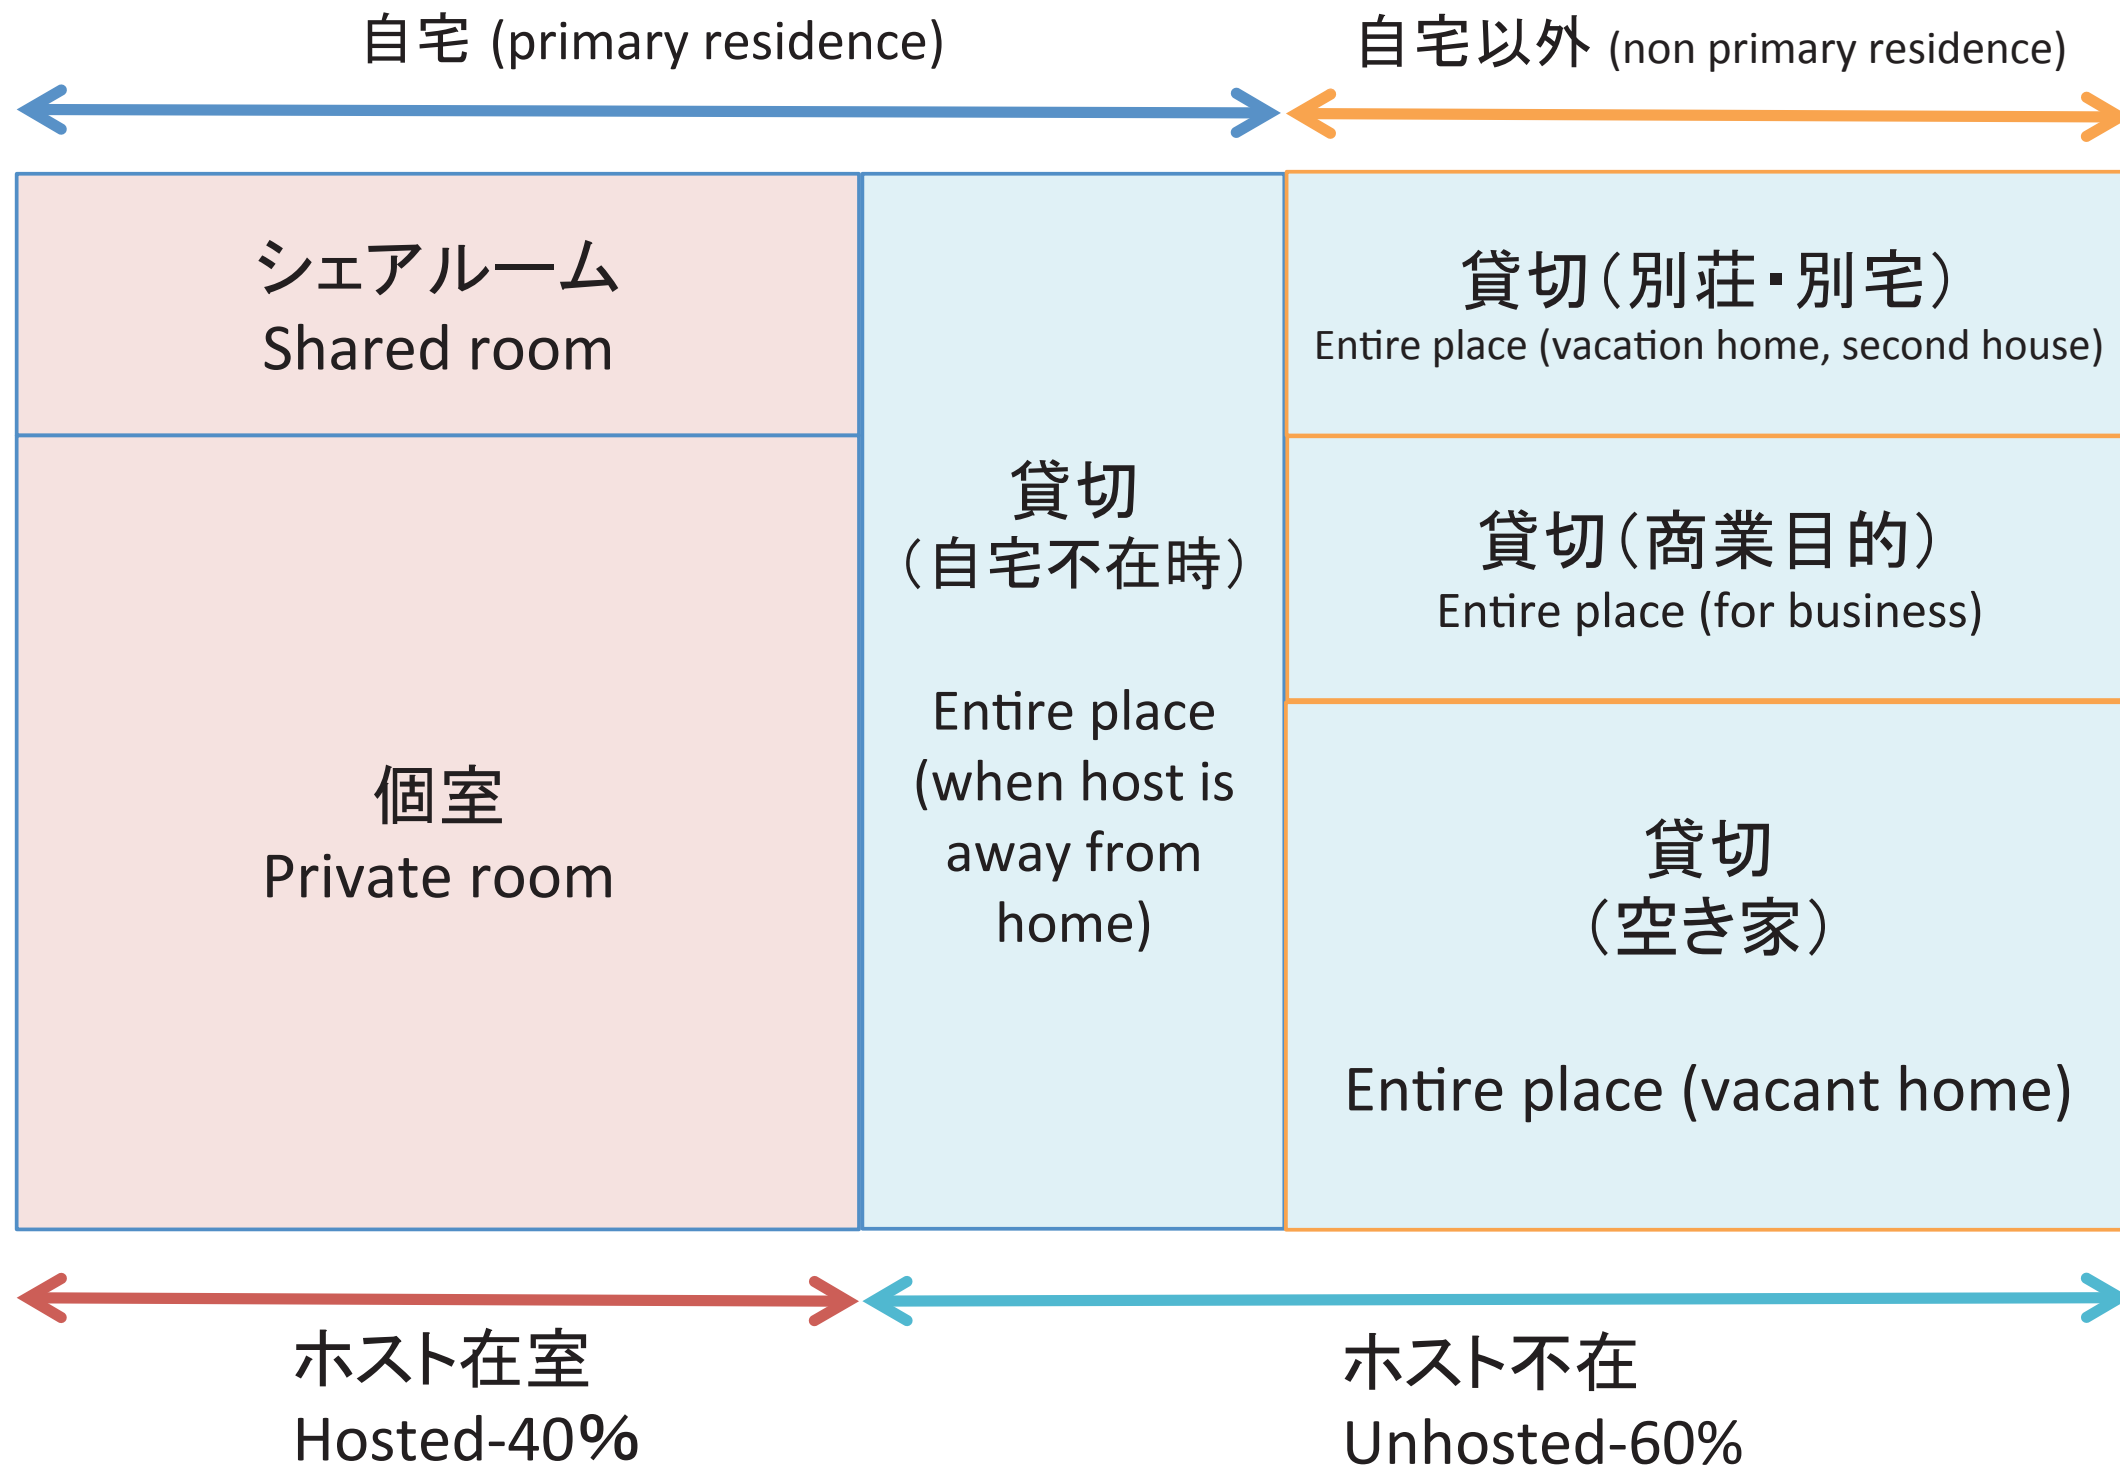 自宅 (primary residence)
自宅以外 (non primary residence)
シェアルーム
Shared room
個室
Private room
貸切
（自宅不在時）
Entire place
(when host is
away from
home)
貸切（別荘・別宅）
Entire place (vacation home, second house)
貸切（商業目的）
Entire place (for business)
貸切
（空き家）
Entire place (vacant home)
ホスト在室
Hosted-40%
ホスト不在
Unhosted-60%